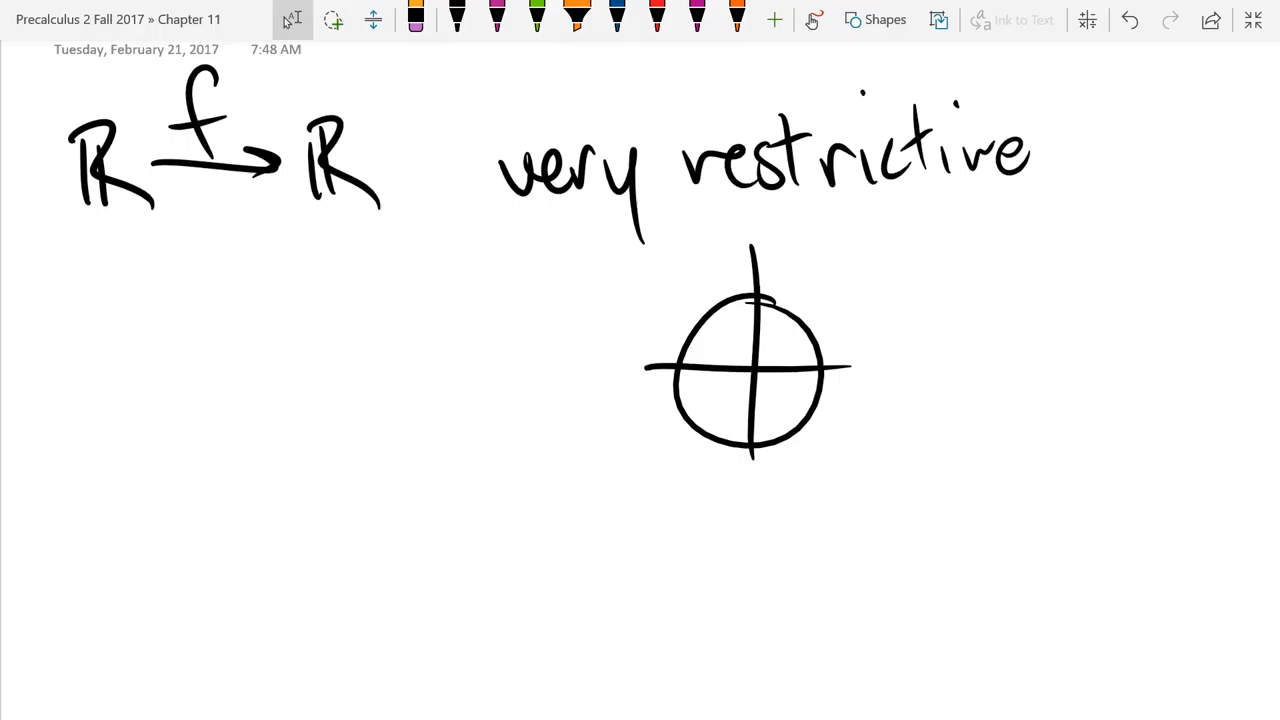 Precalculus 2 Fall 2017 » Chapter 11
Shapes
Ink to Text
Tuesday, February 21, 2017 7:48 AM
f
ℝ → ℝ very restrictive